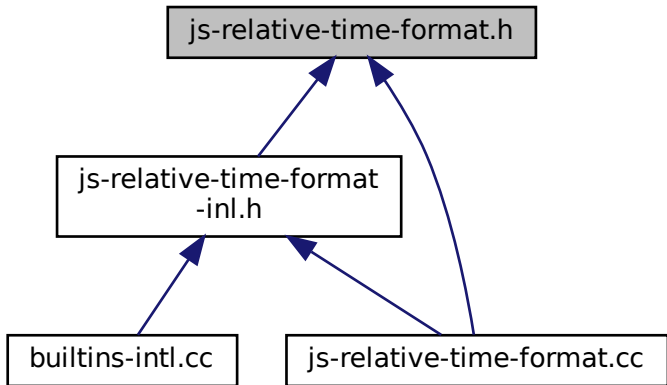 js-relative-time-format.h
js-relative-time-format
-inl.h
builtins-intl.cc
js-relative-time-format.cc